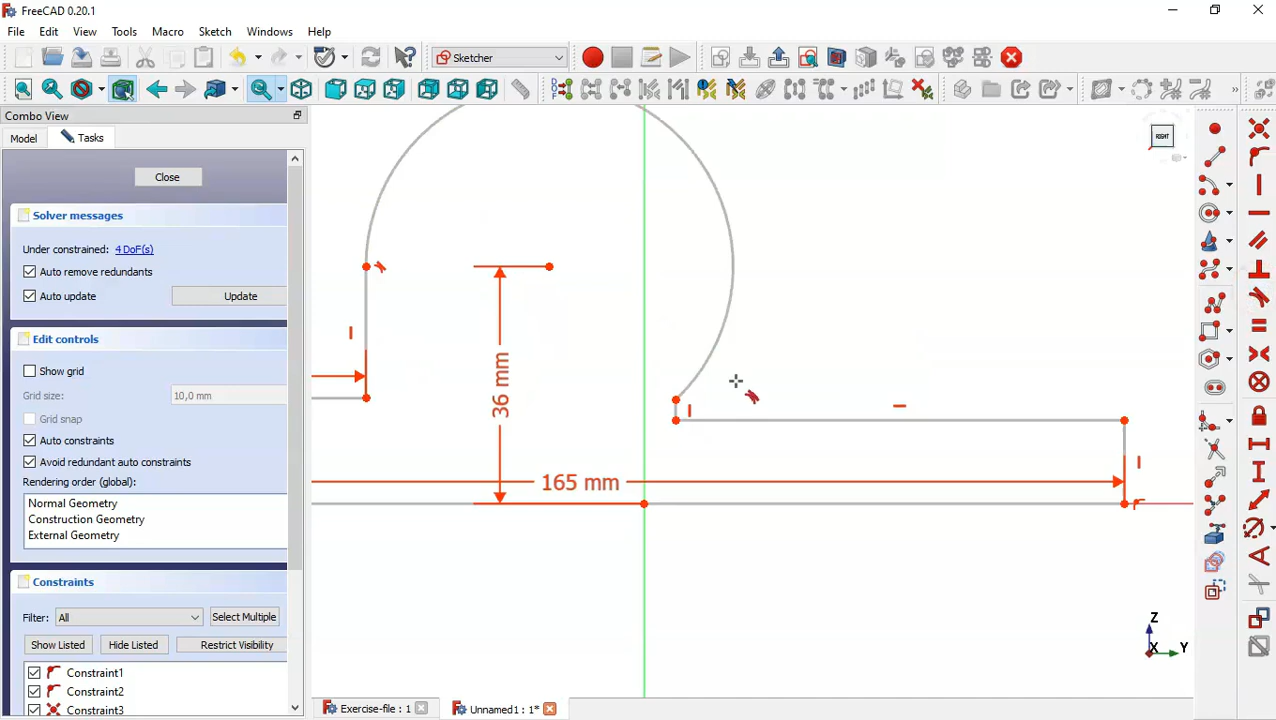 FreeCAD 0.20.1
File Edit View Tools Macro Sketch Windows Help
Sketcher
Combo View
Model Tasks
Close
Solver messages
Under constrained: 4 DoF(s)
Auto remove redundants
Auto update Update
Edit controls
Show grid
Grid size: 10,0 mm
Grid snap
Auto constraints
Avoid redundant auto constraints
Rendering order (global):
Normal Geometry
Construction Geometry
External Geometry
Constraints
Filter: All Select Multiple
Show Listed Hide Listed Restrict Visibility
Constraint1
Constraint2
Constraint3
36 mm
165 mm
RIGHT
Z
X Y
Exercise-file : 1 Unnamed1 : 1*